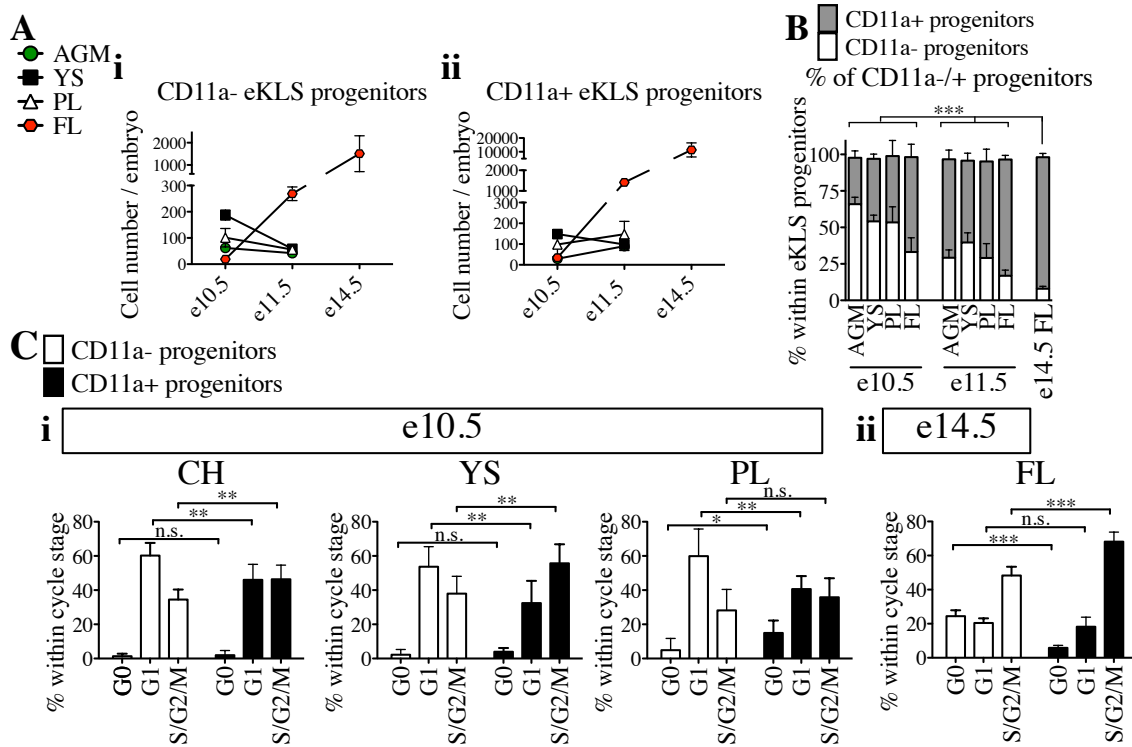 A
AGM
YS
PL
FL
i
CD11a- eKLS progenitors
Cell number / embryo
2000
1000
300
200
100
0
e10.5
e11.5
e14.5
ii
CD11a+ eKLS progenitors
Cell number / embryo
20000
10000
2000
1000
300
200
100
0
e10.5
e11.5
e14.5
B
CD11a+ progenitors
CD11a- progenitors
% of CD11a-/+ progenitors
***
% within eKLS progenitors
100
75
50
25
0
AGM
YS
PL
FL
AGM
YS
PL
FL
e14.5 FL
e10.5
e11.5
C
CD11a- progenitors
CD11a+ progenitors
i
e10.5
CH
% within cycle stage
80
60
40
20
0
**
**
n.s.
G0
G1
S/G2/M
G0
G1
S/G2/M
YS
% within cycle stage
80
60
40
20
0
**
**
n.s.
G0
G1
S/G2/M
G0
G1
S/G2/M
PL
% within cycle stage
80
60
40
20
0
n.s.
**
*
G0
G1
S/G2/M
G0
G1
S/G2/M
ii
e14.5
FL
% within cycle stage
80
60
40
20
0
***
n.s.
***
G0
G1
S/G2/M
G0
G1
S/G2/M